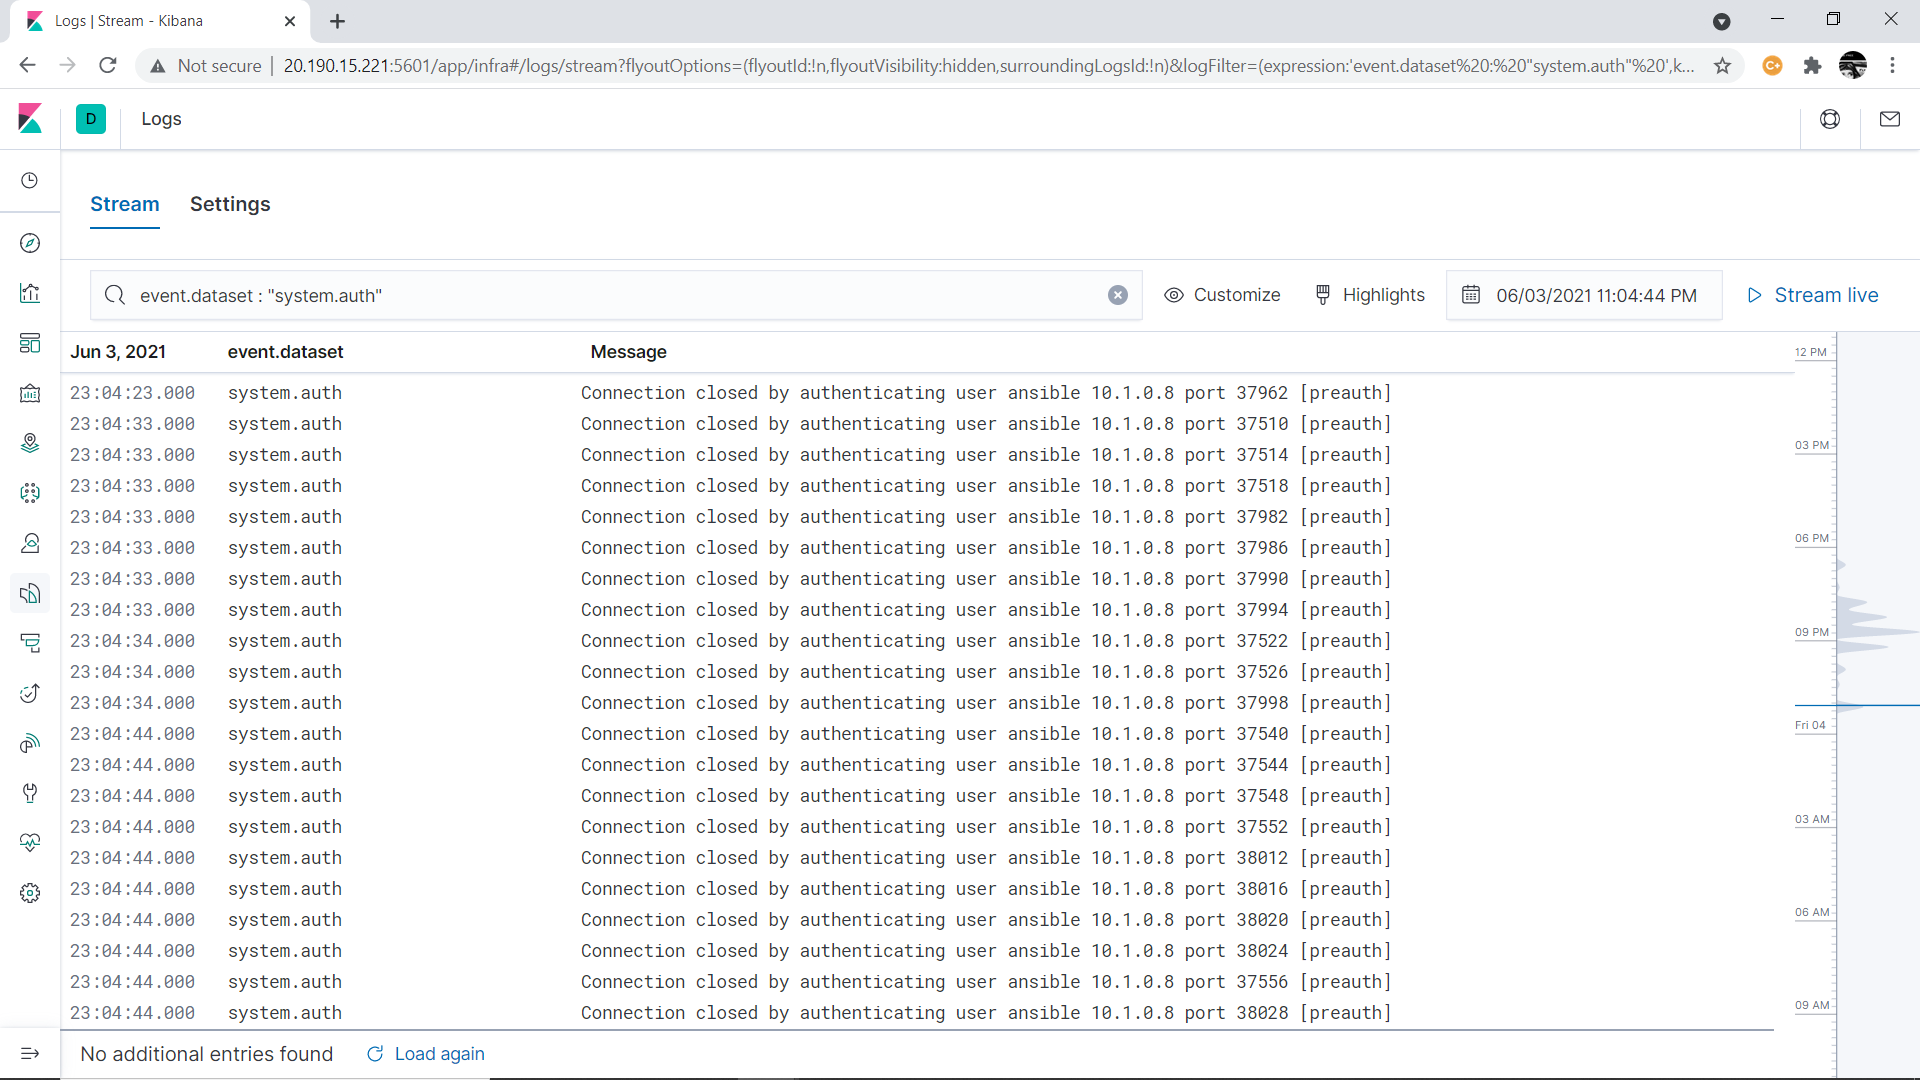 Logs | Stream - Kibana
Not secure | 20.190.15.221:5601/app/infra#/logs/stream?flyoutOptions=(flyoutId:!n,flyoutVisibility:hidden,surroundingLogsId:!n)&logFilter=(expression:'event.dataset%20:%20"system.auth"%20',k...
D Logs
Stream Settings
event.dataset : "system.auth" Customize Highlights 06/03/2021 11:04:44 PM Stream live
Jun 3, 2021 event.dataset Message
23:04:23.000 system.auth Connection closed by authenticating user ansible 10.1.0.8 port 37962 [preauth]
23:04:33.000 system.auth Connection closed by authenticating user ansible 10.1.0.8 port 37510 [preauth]
23:04:33.000 system.auth Connection closed by authenticating user ansible 10.1.0.8 port 37514 [preauth]
23:04:33.000 system.auth Connection closed by authenticating user ansible 10.1.0.8 port 37518 [preauth]
23:04:33.000 system.auth Connection closed by authenticating user ansible 10.1.0.8 port 37982 [preauth]
23:04:33.000 system.auth Connection closed by authenticating user ansible 10.1.0.8 port 37986 [preauth]
23:04:33.000 system.auth Connection closed by authenticating user ansible 10.1.0.8 port 37990 [preauth]
23:04:33.000 system.auth Connection closed by authenticating user ansible 10.1.0.8 port 37994 [preauth]
23:04:34.000 system.auth Connection closed by authenticating user ansible 10.1.0.8 port 37522 [preauth]
23:04:34.000 system.auth Connection closed by authenticating user ansible 10.1.0.8 port 37526 [preauth]
23:04:34.000 system.auth Connection closed by authenticating user ansible 10.1.0.8 port 37998 [preauth]
23:04:44.000 system.auth Connection closed by authenticating user ansible 10.1.0.8 port 37540 [preauth]
23:04:44.000 system.auth Connection closed by authenticating user ansible 10.1.0.8 port 37544 [preauth]
23:04:44.000 system.auth Connection closed by authenticating user ansible 10.1.0.8 port 37548 [preauth]
23:04:44.000 system.auth Connection closed by authenticating user ansible 10.1.0.8 port 37552 [preauth]
23:04:44.000 system.auth Connection closed by authenticating user ansible 10.1.0.8 port 38012 [preauth]
23:04:44.000 system.auth Connection closed by authenticating user ansible 10.1.0.8 port 38016 [preauth]
23:04:44.000 system.auth Connection closed by authenticating user ansible 10.1.0.8 port 38020 [preauth]
23:04:44.000 system.auth Connection closed by authenticating user ansible 10.1.0.8 port 38024 [preauth]
23:04:44.000 system.auth Connection closed by authenticating user ansible 10.1.0.8 port 37556 [preauth]
23:04:44.000 system.auth Connection closed by authenticating user ansible 10.1.0.8 port 38028 [preauth]
No additional entries found Load again
12 PM
03 PM
06 PM
09 PM
Fri 04
03 AM
06 AM
09 AM